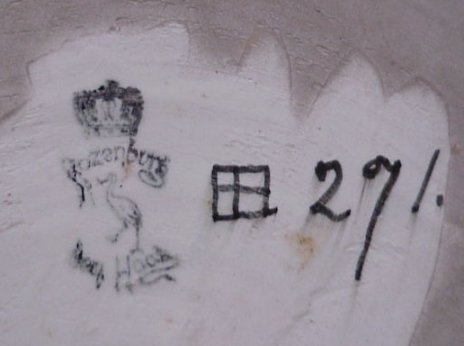 Rozenburg
den Haag
271.